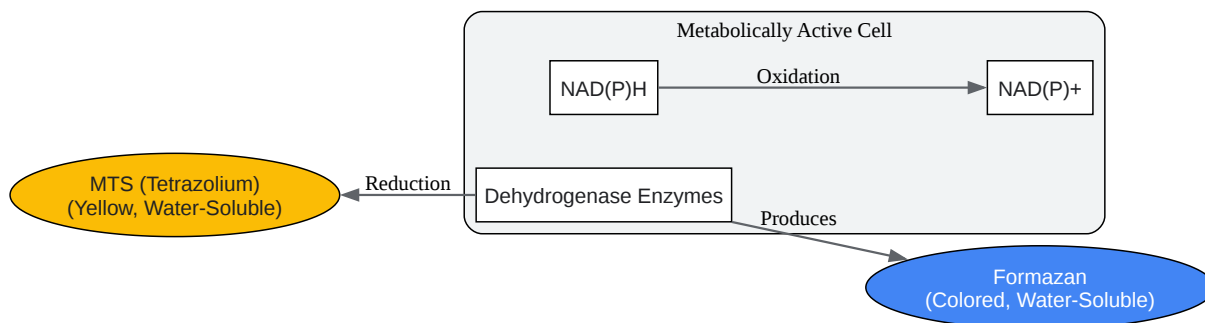 Metabolically Active Cell
NAD(P)H
Oxidation
NAD(P)+
MTS (Tetrazolium)
(Yellow, Water-Soluble)
Reduction
Dehydrogenase Enzymes
Produces
Formazan
(Colored, Water-Soluble)